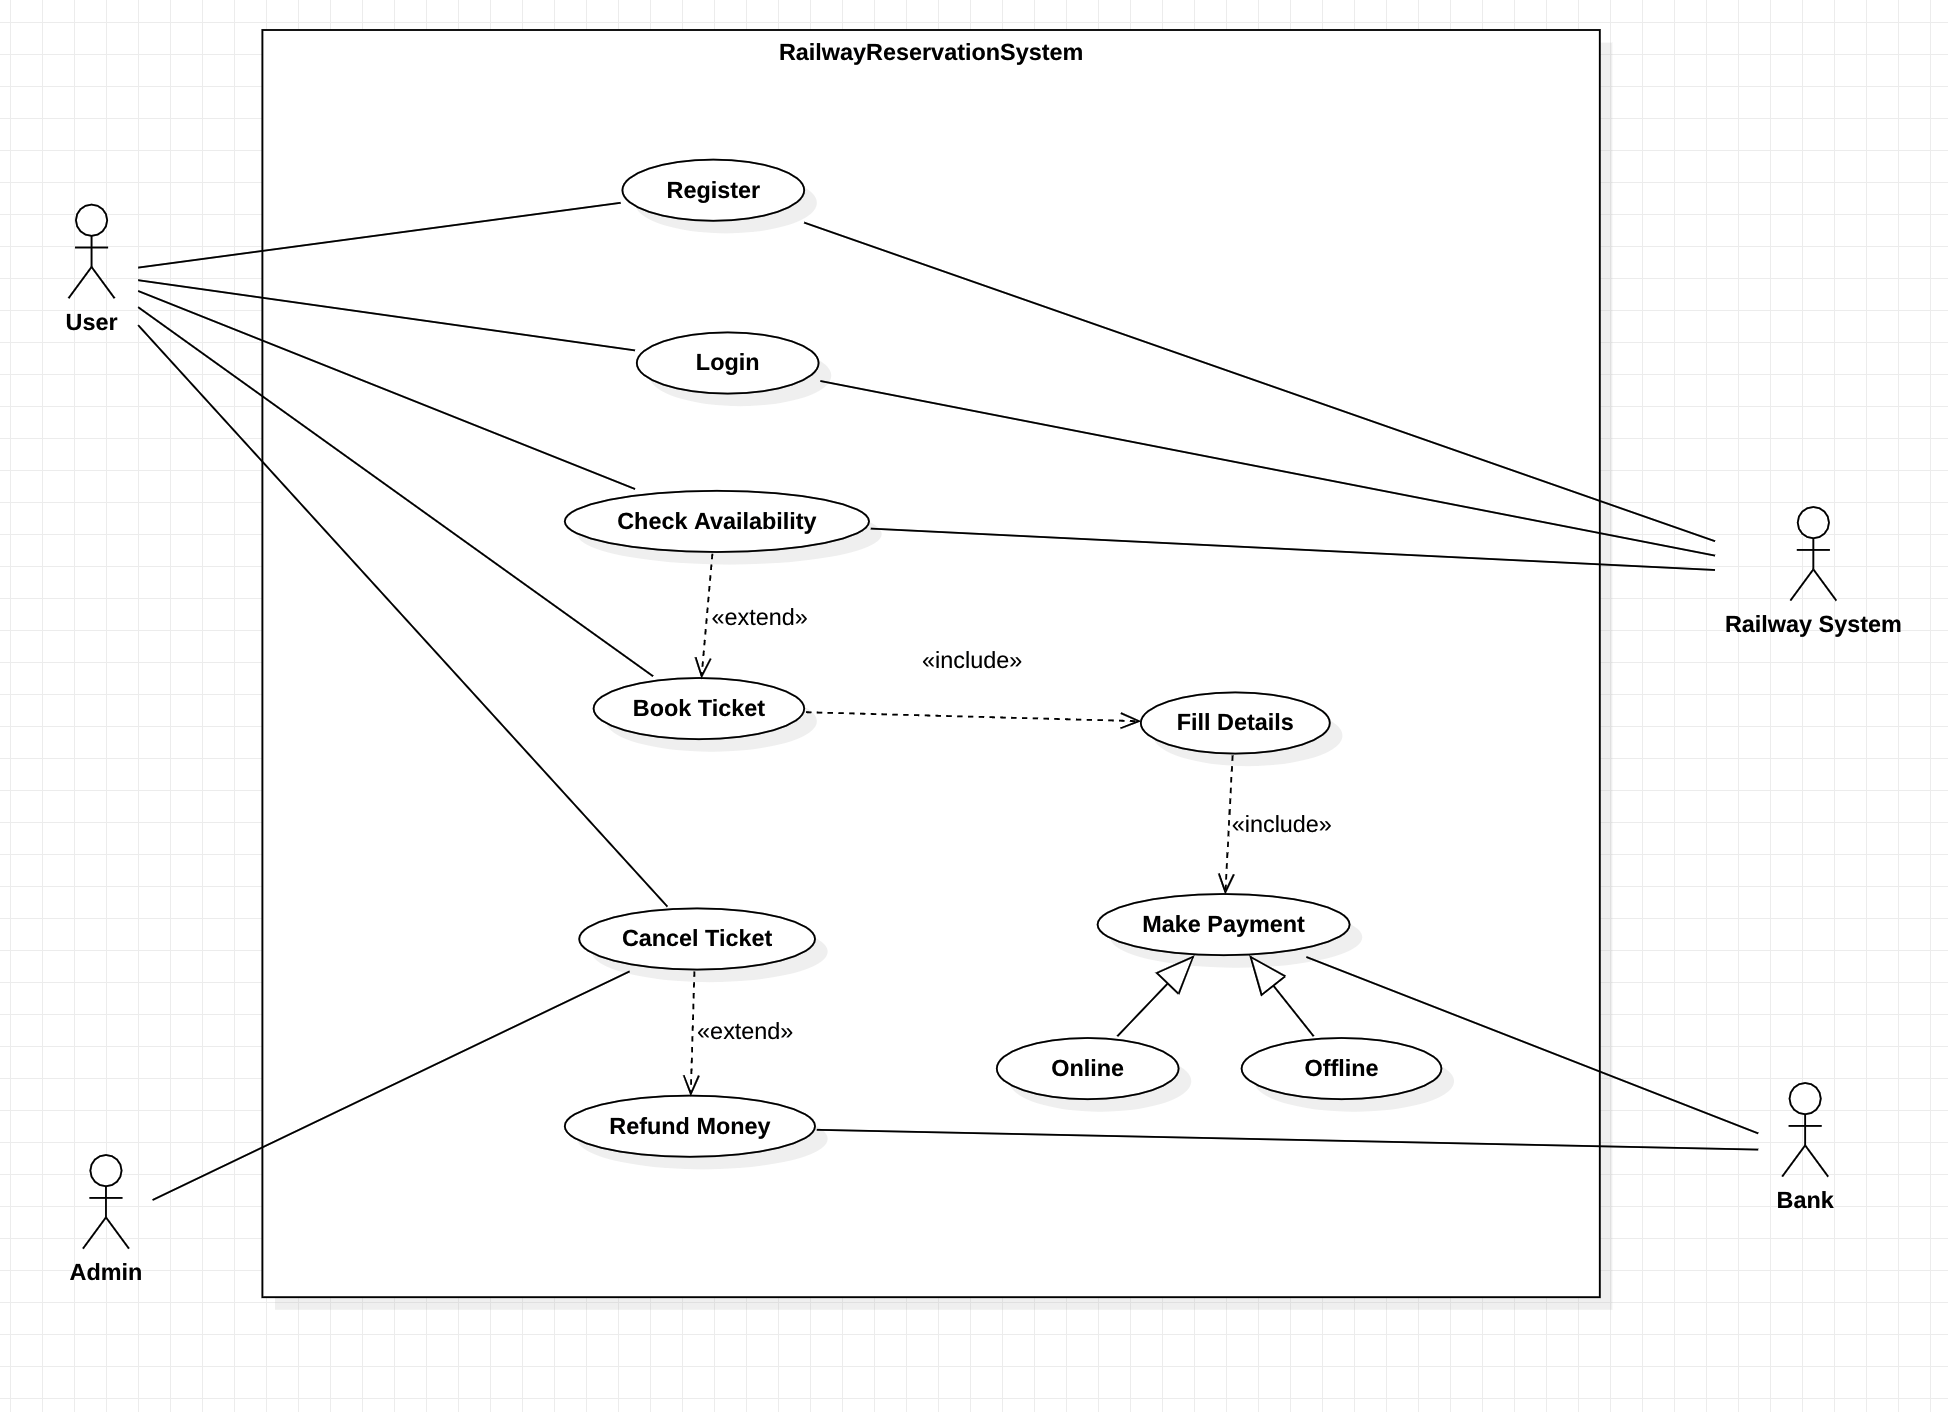 RailwayReservationSystem
Register
User
Login
Check Availability
Railway System
«extend»
«include»
Book Ticket
Fill Details
«include»
Cancel Ticket
Make Payment
«extend»
Online
Offline
Refund Money
Bank
Admin